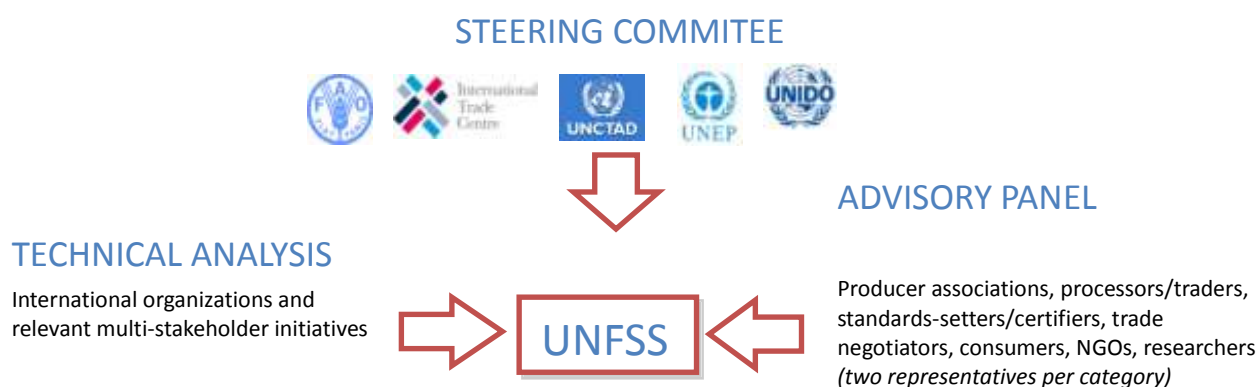 STEERING COMMITEE
F A O
International
Trade
Centre
UNCTAD
UNEP
UNIDO
ADVISORY PANEL
TECHNICAL ANALYSIS
International organizations and
relevant multi-stakeholder initiatives
UNFSS
Producer associations, processors/traders,
standards-setters/certifiers, trade
negotiators, consumers, NGOs, researchers
(two representatives per category)